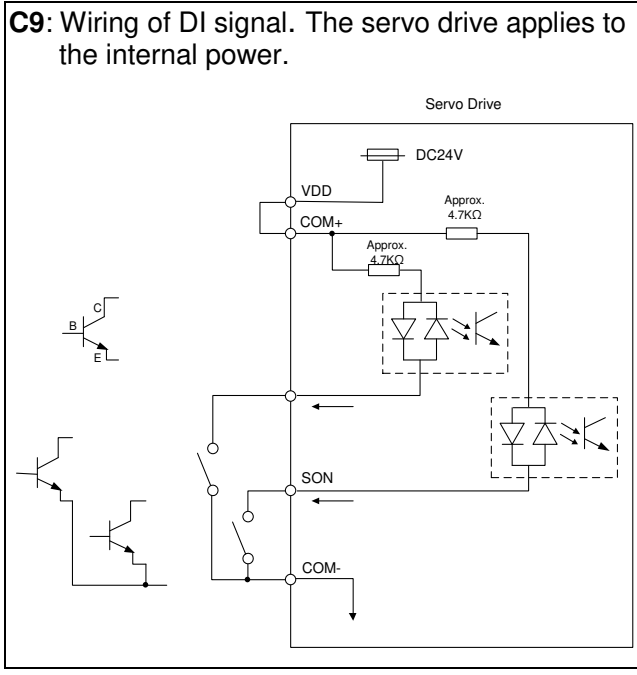 C9: Wiring of DI signal. The servo drive applies to
the internal power.
Servo Drive
DC24V
VDD
Approx.
4.7KΩ
COM+
Approx.
4.7KΩ
C
B
E
SON
COM-